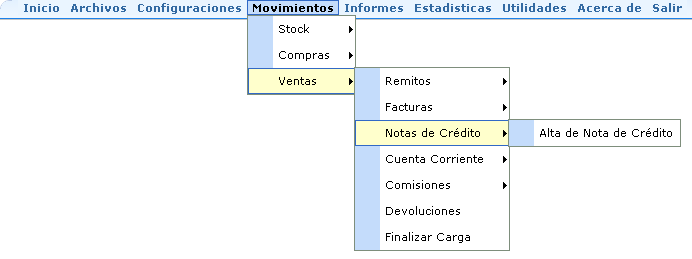 Inicio Archivos Configuraciones Movimientos Informes Estadisticas Utilidades Acerca de Salir
Stock
Compras
Ventas
Remitos
Facturas
Notas de Crédito
Alta de Nota de Crédito
Cuenta Corriente
Comisiones
Devoluciones
Finalizar Carga